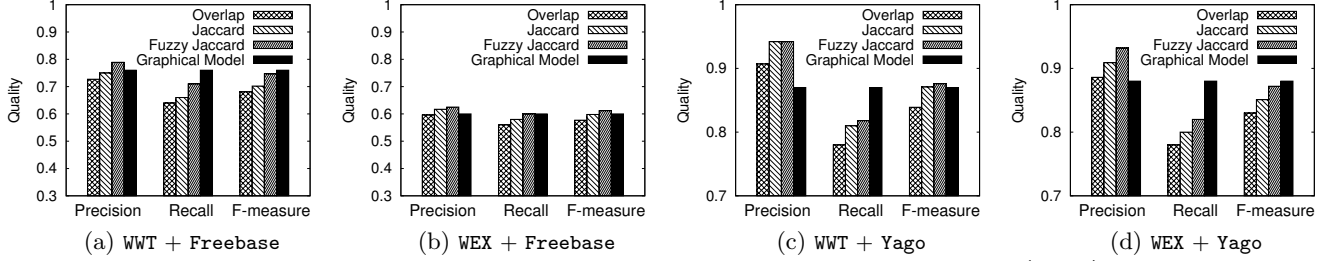 1
0.9
0.8
0.7
0.6
0.5
0.4
0.3
Quality
Overlap
Jaccard
Fuzzy Jaccard
Graphical Model
Precision Recall F-measure
(a) WWT + Freebase
1
0.9
0.8
0.7
0.6
0.5
0.4
0.3
Quality
Overlap
Jaccard
Fuzzy Jaccard
Graphical Model
Precision Recall F-measure
(b) WEX + Freebase
1
0.9
0.8
0.7
Quality
Overlap
Jaccard
Fuzzy Jaccard
Graphical Model
Precision Recall F-measure
(c) WWT + Yago
1
0.9
0.8
0.7
Quality
Overlap
Jaccard
Fuzzy Jaccard
Graphical Model
Precision Recall F-measure
(d) WEX + Yago